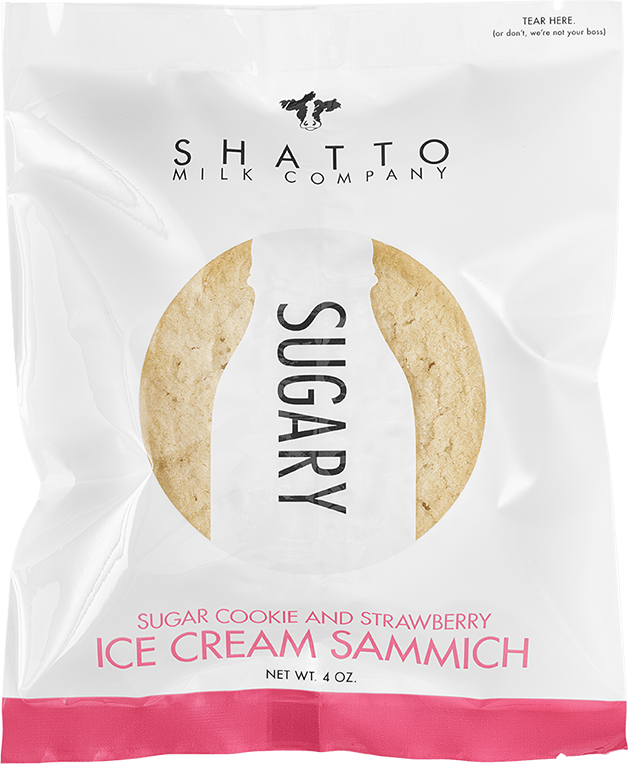 TEAR HERE.
(or don't, we're not your boss)
SHATTO
MILK COMPANY
SUGARY
SUGAR COOKIE AND STRAWBERRY
ICE CREAM SAMMICH
NET WT. 4 OZ.